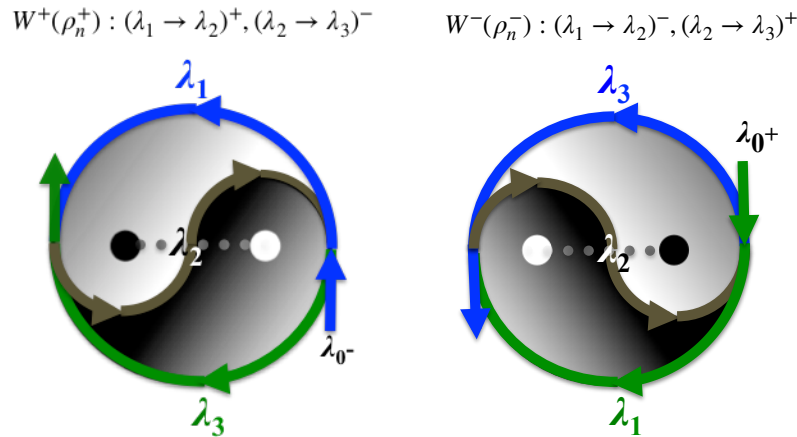 W⁺(ρₙ⁺) : (λ₁ → λ₂)⁺, (λ₂ → λ₃)⁻
W⁻(ρₙ⁻) : (λ₁ → λ₂)⁻, (λ₂ → λ₃)⁺
λ₁
λ₂
λ₀-
λ₃
λ₃
λ₀+
λ₂
λ₁